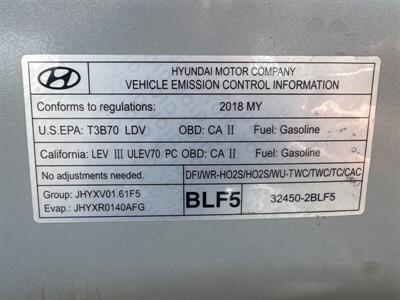 HYUNDAI MOTOR COMPANY
VEHICLE EMISSION CONTROL INFORMATION
Conforms to regulations: 2018 MY
U.S.EPA: T3B70 LDV OBD: CA II Fuel: Gasoline
California: LEV III ULEV70 PC OBD: CA II Fuel: Gasoline
No adjustments needed. DFI/WR-HO2S/HO2S/WU-TWC/TWC/TC/CAC
Group: JHYXV01.61F5
Evap.: JHYXR0140AFG
BLF5 32450-2BLF5